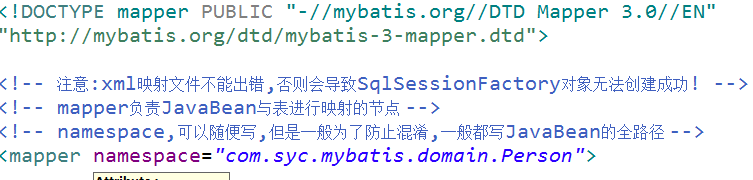 <!DOCTYPE mapper PUBLIC "-//mybatis.org//DTD Mapper 3.0//EN"
"http://mybatis.org/dtd/mybatis-3-mapper.dtd">
<!-- 注意:xml映射文件不能出错,否则会导致SqlSessionFactory对象无法创建成功! -->
<!-- mapper负责JavaBean与表进行映射的节点 -->
<!-- namespace,可以随便写,但是一般为了防止混淆,一般都写JavaBean的全路径 -->
<mapper namespace="com.syc.mybatis.domain.Person">